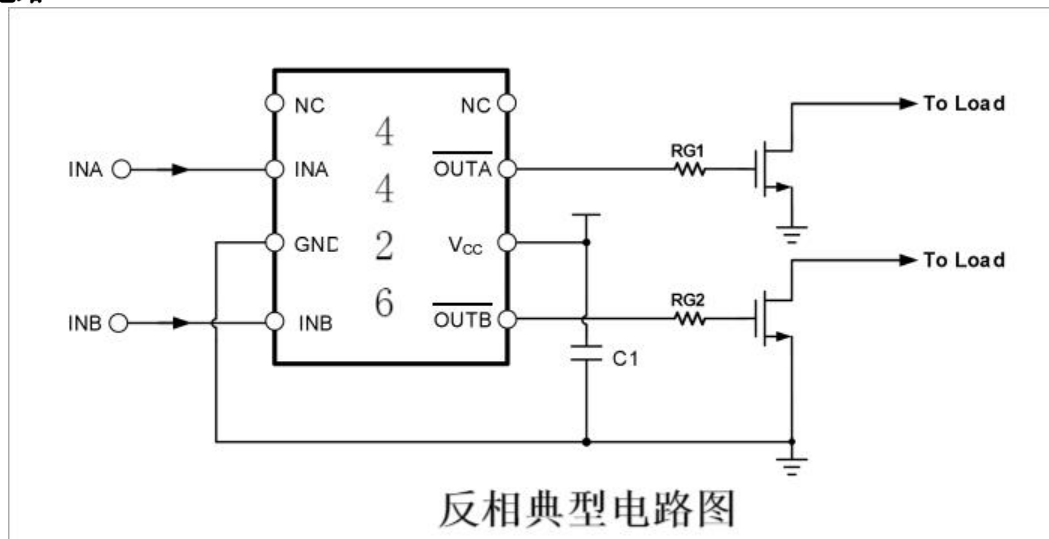 NC
NC
4
INA
INA
OUTA
RG1
To Load
4
GND
2
VCC
To Load
INB
INB
6
OUTB
RG2
C1
反相典型电路图